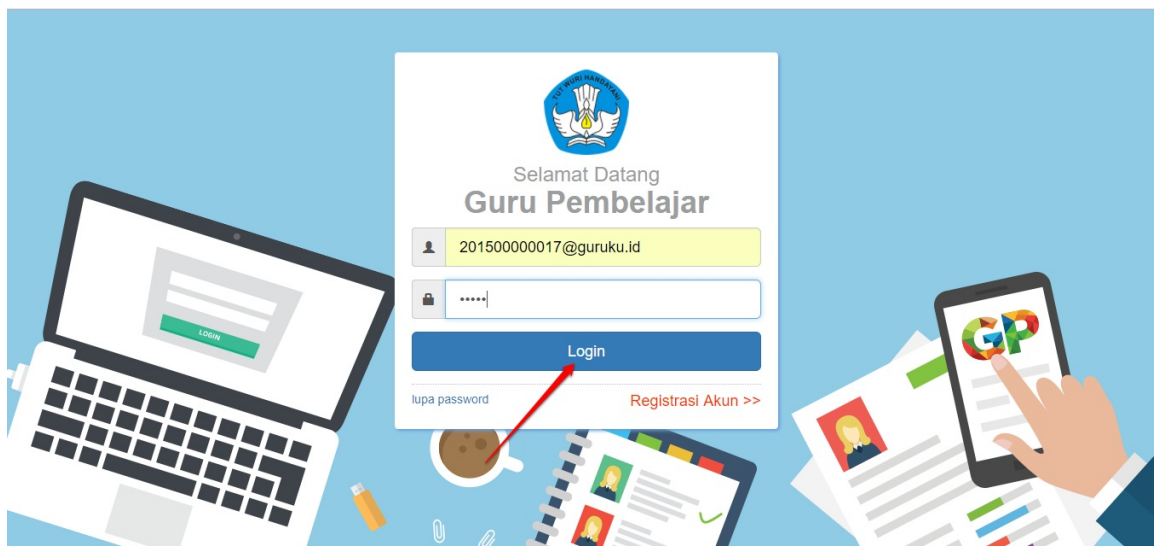 TUT WURI HANDAYANI
Selamat Datang
Guru Pembelajar
201500000017@guruku.id
•••••
Login
lupa password
Registrasi Akun >>
LOGIN
GP